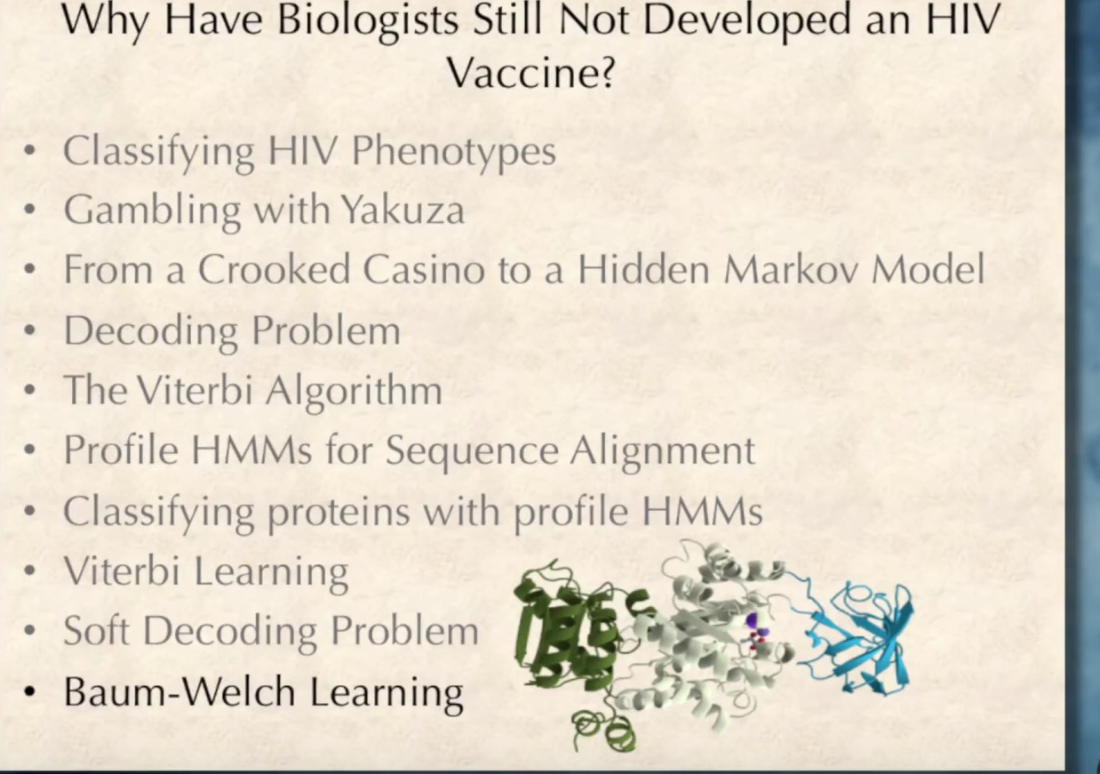 Why Have Biologists Still Not Developed an HIV
Vaccine?
• Classifying HIV Phenotypes
• Gambling with Yakuza
• From a Crooked Casino to a Hidden Markov Model
• Decoding Problem
• The Viterbi Algorithm
• Profile HMMs for Sequence Alignment
• Classifying proteins with profile HMMs
• Viterbi Learning
• Soft Decoding Problem
• Baum-Welch Learning